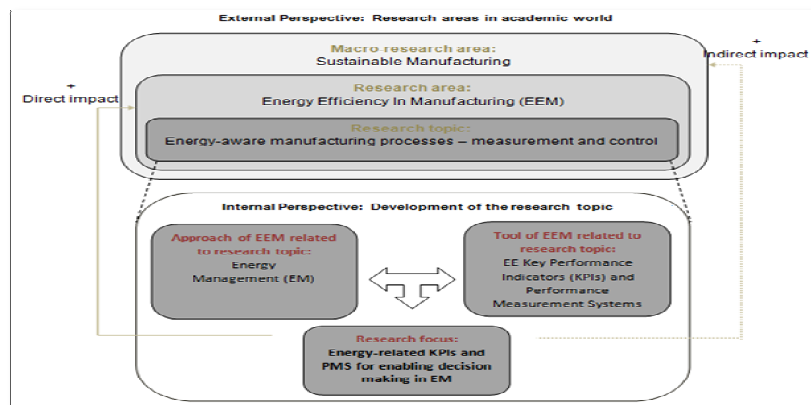 External Perspective: Research areas in academic world
+
Indirect impact
Macro-research area:
Sustainable Manufacturing
+
Direct impact
Research area:
Energy Efficiency In Manufacturing (EEM)
Research topic:
Energy-aware manufacturing processes – measurement and control
Internal Perspective: Development of the research topic
Approach of EEM related
to research topic:
Energy
Management (EM)
Tool of EEM related to
research topic:
EE Key Performance
Indicators (KPIs) and
Performance
Measurement Systems
Research focus:
Energy-related KPIs and
PMS for enabling decision
making in EM